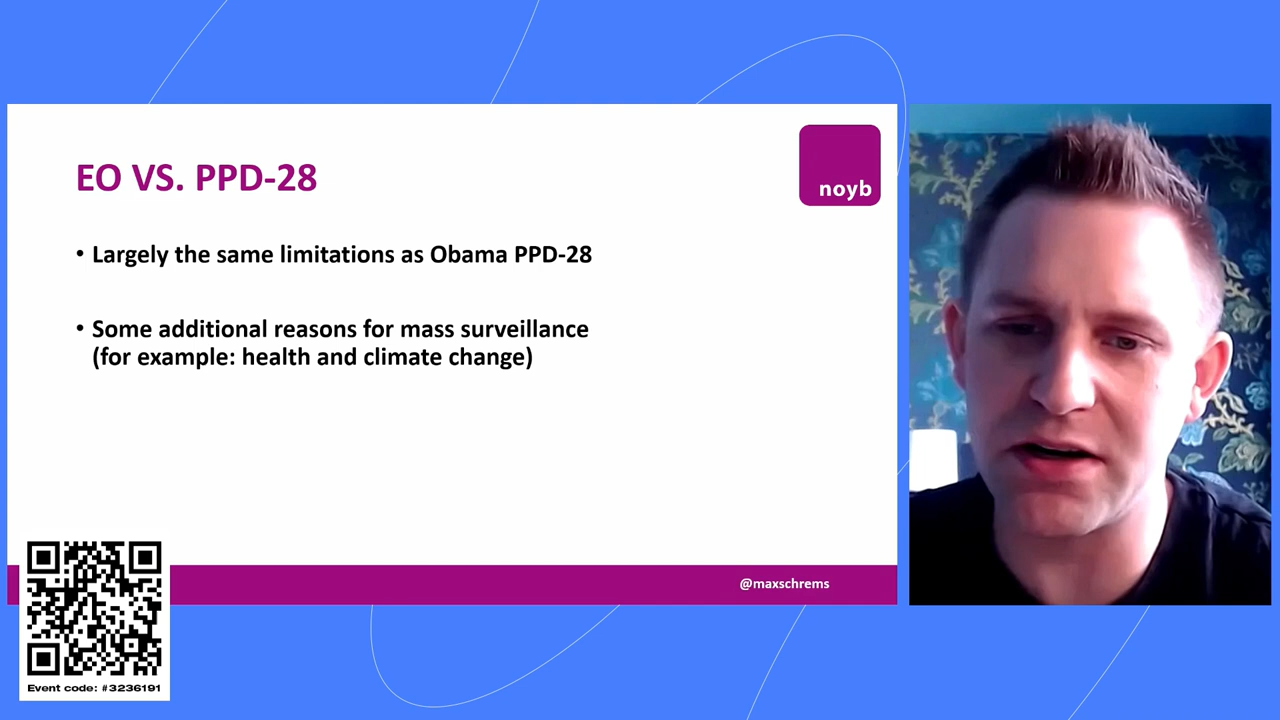 EO VS. PPD-28
noyb
• Largely the same limitations as Obama PPD-28
• Some additional reasons for mass surveillance
(for example: health and climate change)
@maxschrems
Event code: #3236191